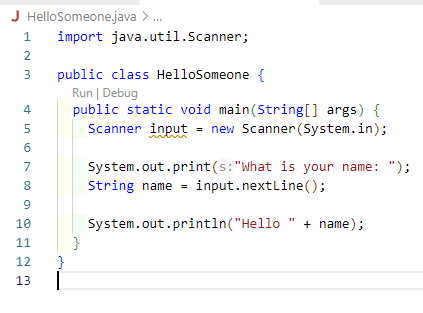 J HelloSomeone.java > ...
1 import java.util.Scanner;
2
3 public class HelloSomeone {
Run | Debug
4 public static void main(String[] args) {
5 Scanner input = new Scanner(System.in);
6
7 System.out.print(s:"What is your name: ");
8 String name = input.nextLine();
9
10 System.out.println("Hello " + name);
11 }
12 }
13